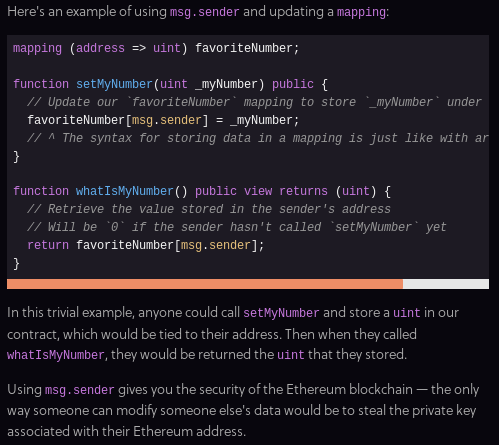 Here's an example of using msg.sender and updating a mapping:
mapping (address => uint) favoriteNumber;
function setMyNumber(uint _myNumber) public {
// Update our `favoriteNumber` mapping to store `_myNumber` under
favoriteNumber[msg.sender] = _myNumber;
// ^ The syntax for storing data in a mapping is just like with ar
}
function whatIsMyNumber() public view returns (uint) {
// Retrieve the value stored in the sender's address
// Will be `0` if the sender hasn't called `setMyNumber` yet
return favoriteNumber[msg.sender];
}
In this trivial example, anyone could call setMyNumber and store a uint in our
contract, which would be tied to their address. Then when they called
whatIsMyNumber, they would be returned the uint that they stored.
Using msg.sender gives you the security of the Ethereum blockchain — the only
way someone can modify someone else's data would be to steal the private key
associated with their Ethereum address.